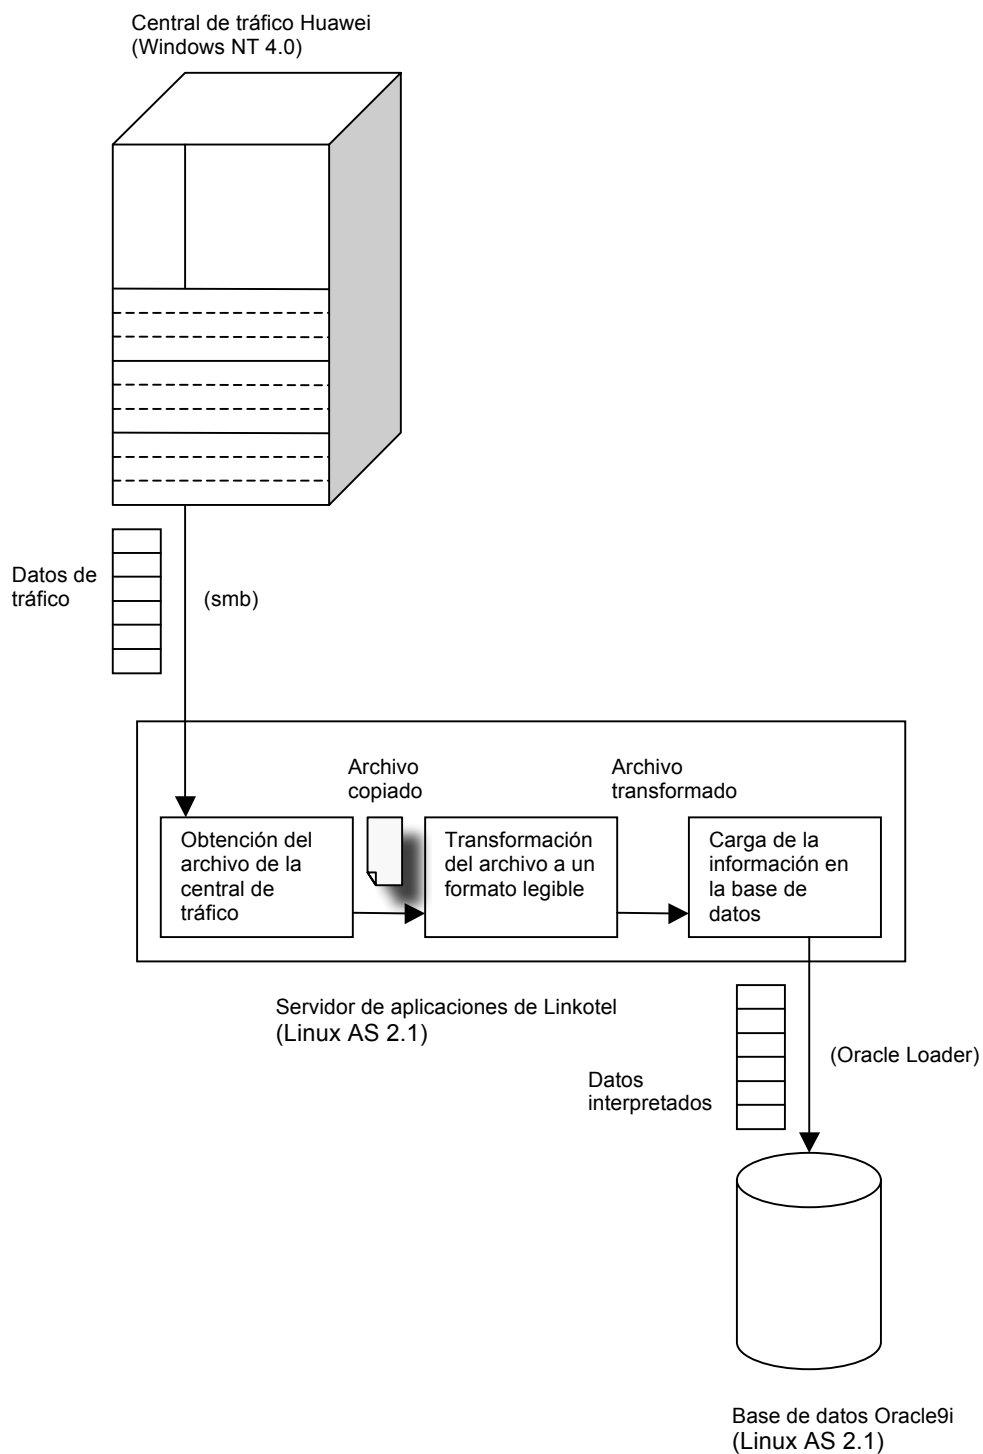 Central de tráfico Huawei
(Windows NT 4.0)
Datos de
tráfico
(smb)
Archivo
copiado
Archivo
transformado
Obtención del
archivo de la
central de
tráfico
Transformación
del archivo a un
formato legible
Carga de la
información en
la base de
datos
Servidor de aplicaciones de Linkotel
(Linux AS 2.1)
(Oracle Loader)
Datos
interpretados
Base de datos Oracle9i
(Linux AS 2.1)